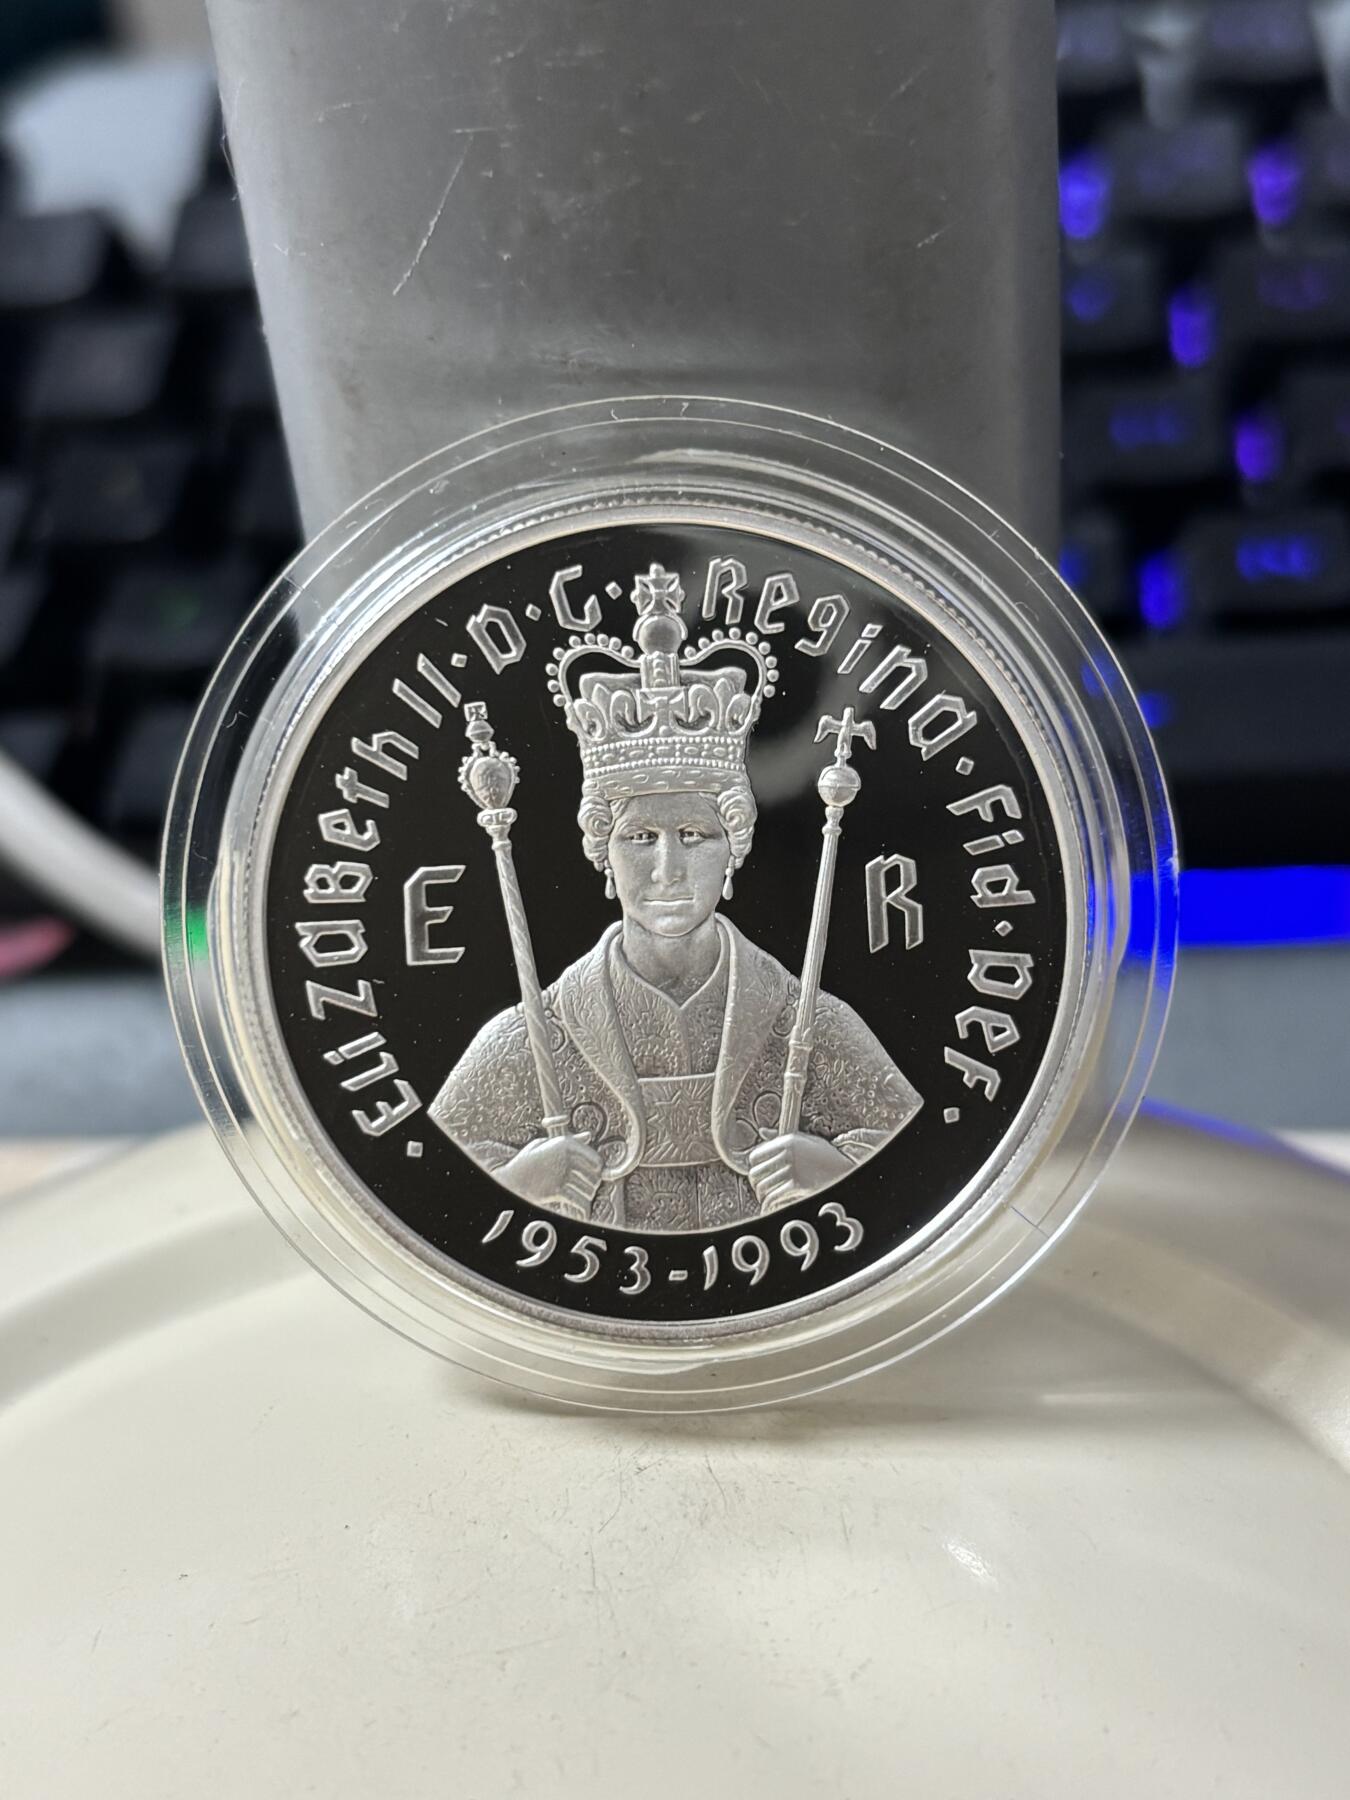 · Elizabeth II · D · G · Regina · Fid · Def ·
E R
1953-1993